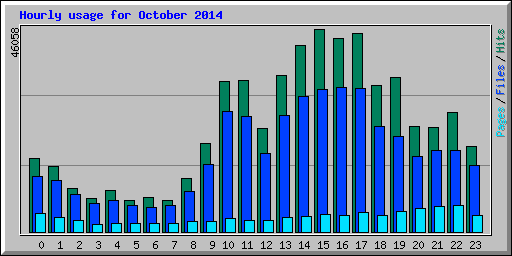 Hourly usage for October 2014
46058
Pages/Files/Hits
0 1 2 3 4 5 6 7 8 9 10 11 12 13 14 15 16 17 18 19 20 21 22 23